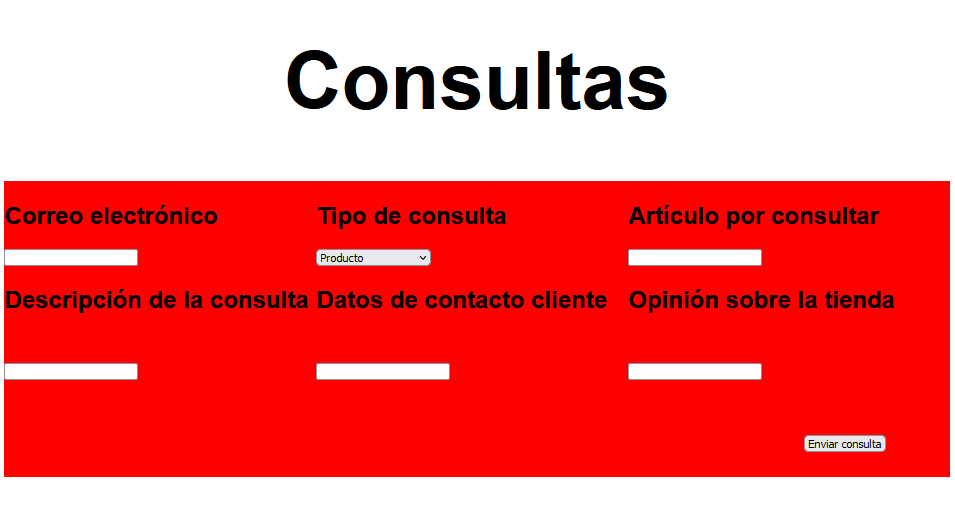 Consultas
Correo electrónico Tipo de consulta Artículo por consultar
Producto
Descripción de la consulta Datos de contacto cliente Opinión sobre la tienda
Enviar consulta